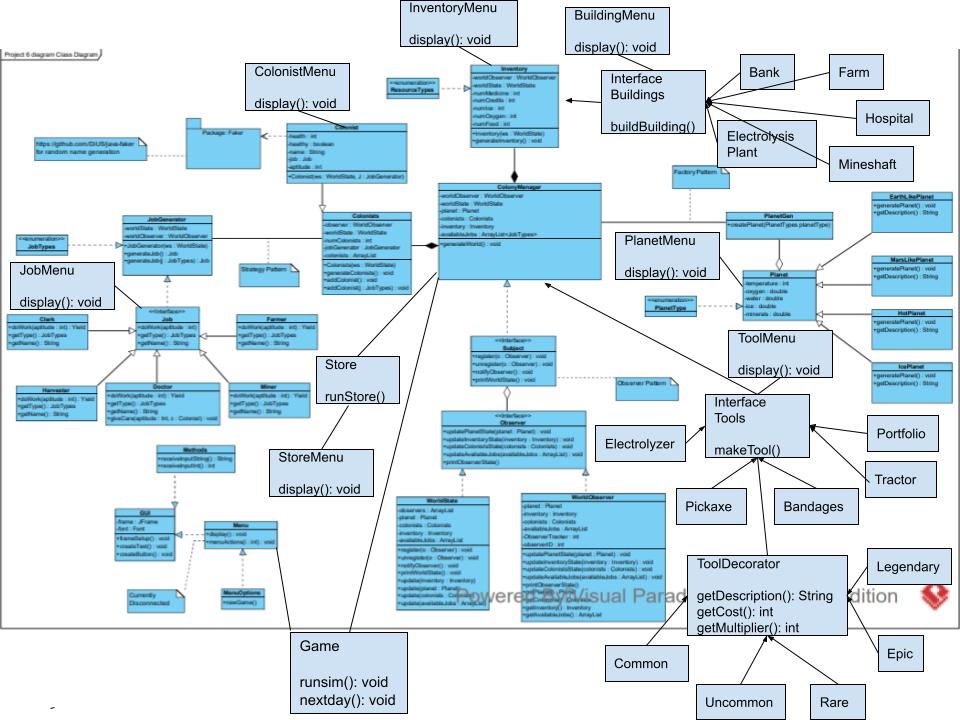 InventoryMenu
display(): void
BuildingMenu
display(): void
Project 6 diagram Class Diagram
ColonistMenu
display(): void
<<enumeration>>
ResourceTypes
Inventory
-worldObserver : WorldObserver
-worldState : WorldState
-numMedicine : int
-numCredits : int
-numIce : int
-numOxygen : int
-numFood : int
+Inventory(ws : WorldState)
+generateInventory() : void
Interface
Buildings
buildBuilding()
Bank
Farm
Hospital
Electrolysis
Plant
Mineshaft
https://github.com/DiUS/java-faker
for random name generation
Package: Faker
Colonist
-health : int
-healthy : boolean
-name : String
-job : Job
-aptitude : int
+Colonist(ws : WorldState, J : JobGenerator)
Factory Pattern
ColonyManager
-worldObserver : WorldObserver
-worldState : WorldState
-planet : Planet
-colonists : Colonists
-inventory : Inventory
-availableJobs : ArrayList<JobTypes>
+generateWorld() : void
EarthLikePlanet
+generatePlanet() : void
+getDescription() : String
PlanetGen
+createPlanet(PlanetTypes planetType)
JobGenerator
-worldState : WorldState
-worldObserver : WorldObserver
+JobGenerator(ws : WorldState)
+generateJob() : Job
+generateJob(j : JobTypes) : Job
<<enumeration>>
JobTypes
Strategy Pattern
Colonists
-observer : WorldObserver
-worldState : WorldState
-numColonists : int
-jobGenerator : JobGenerator
-colonists : ArrayList
+Colonists(ws : WorldState)
+generateColonists() : void
+addColonist() : void
+addColonist(j : JobTypes) : void
PlanetMenu
display(): void
MarsLikePlanet
+generatePlanet() : void
+getDescription() : String
Planet
-temperature : int
-oxygen : double
-water : double
-ice : double
-minerals : double
<<enumeration>>
PlanetType
HotPlanet
+generatePlanet() : void
+getDescription() : String
IcePlanet
+generatePlanet() : void
+getDescription() : String
JobMenu
display(): void
Clerk
+doWork(aptitude : int) : Yield
+getType() : JobTypes
+getName() : String
<<Interface>>
Job
+doWork(aptitude : int) : Yield
+getType() : JobTypes
+getName() : String
Farmer
+doWork(aptitude : int) : Yield
+getType() : JobTypes
+getName() : String
Harvester
+doWork(aptitude : int) : Yield
+getType() : JobTypes
+getName() : String
Doctor
+doWork(aptitude : int) : Yield
+getType() : JobTypes
+getName() : String
+giveCare(aptitude : int, c : Colonist) : void
Miner
+doWork(aptitude : int) : Yield
+getType() : JobTypes
+getName() : String
Store
runStore()
<<Interface>>
Subject
+register(o : Observer) : void
+unregister(o : Observer) : void
+notifyObserver() : void
+printWorldState() : void
Observer Pattern
ToolMenu
display(): void
Interface
Tools
makeTool()
Electrolyzer
Portfolio
Tractor
Pickaxe
Bandages
<<Interface>>
Observer
+updatePlanetState(planet : Planet) : void
+updateInventoryState(inventory : Inventory) : void
+updateColonistsState(colonists : Colonists) : void
+updateAvailableJobs(availableJobs : ArrayList) : void
+printObserverState()
StoreMenu
display(): void
Methods
+receiveInputString() : String
+receiveInputInt() : int
GUI
-frame : JFrame
-font : Font
+frameSetup() : void
+createText() : void
+createButton() : void
Menu
+display() : void
+menuActions(i : int) : void
Currently
Disconnected
MenuOptions
+newGame()
WorldState
-observers : ArrayList
-planet : Planet
-colonists : Colonists
-inventory : Inventory
-availableJobs : ArrayList
+register(o : Observer) : void
+unregister(o : Observer) : void
+notifyObserver() : void
+printWorldState() : void
+update(inventory : Inventory)
+update(planet : Planet)
+update(colonists : Colonists)
+update(availableJobs : ArrayList)
WorldObserver
-planet : Planet
-inventory : Inventory
-colonists : Colonists
-availableJobs : ArrayList
-ObserverTracker : int
-observerID : int
+updatePlanetState(planet : Planet) : void
+updateInventoryState(inventory : Inventory) : void
+updateColonistsState(colonists : Colonists) : void
+updateAvailableJobs(availableJobs : ArrayList) : void
+printObserverState()
+getInventory() : Inventory
+getAvailableJobs() : ArrayList
Powered By Visual Parad
dition
ToolDecorator
getDescription(): String
getCost(): int
getMultiplier(): int
Legendary
Epic
Common
Uncommon
Rare
Game
runsim(): void
nextday(): void